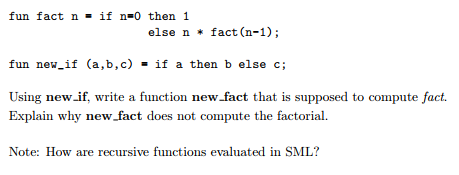 fun fact n = if n=0 then 1
else n * fact(n-1);
fun new_if (a,b,c) = if a then b else c;
Using new_if, write a function new_fact that is supposed to compute fact.
Explain why new_fact does not compute the factorial.
Note: How are recursive functions evaluated in SML?